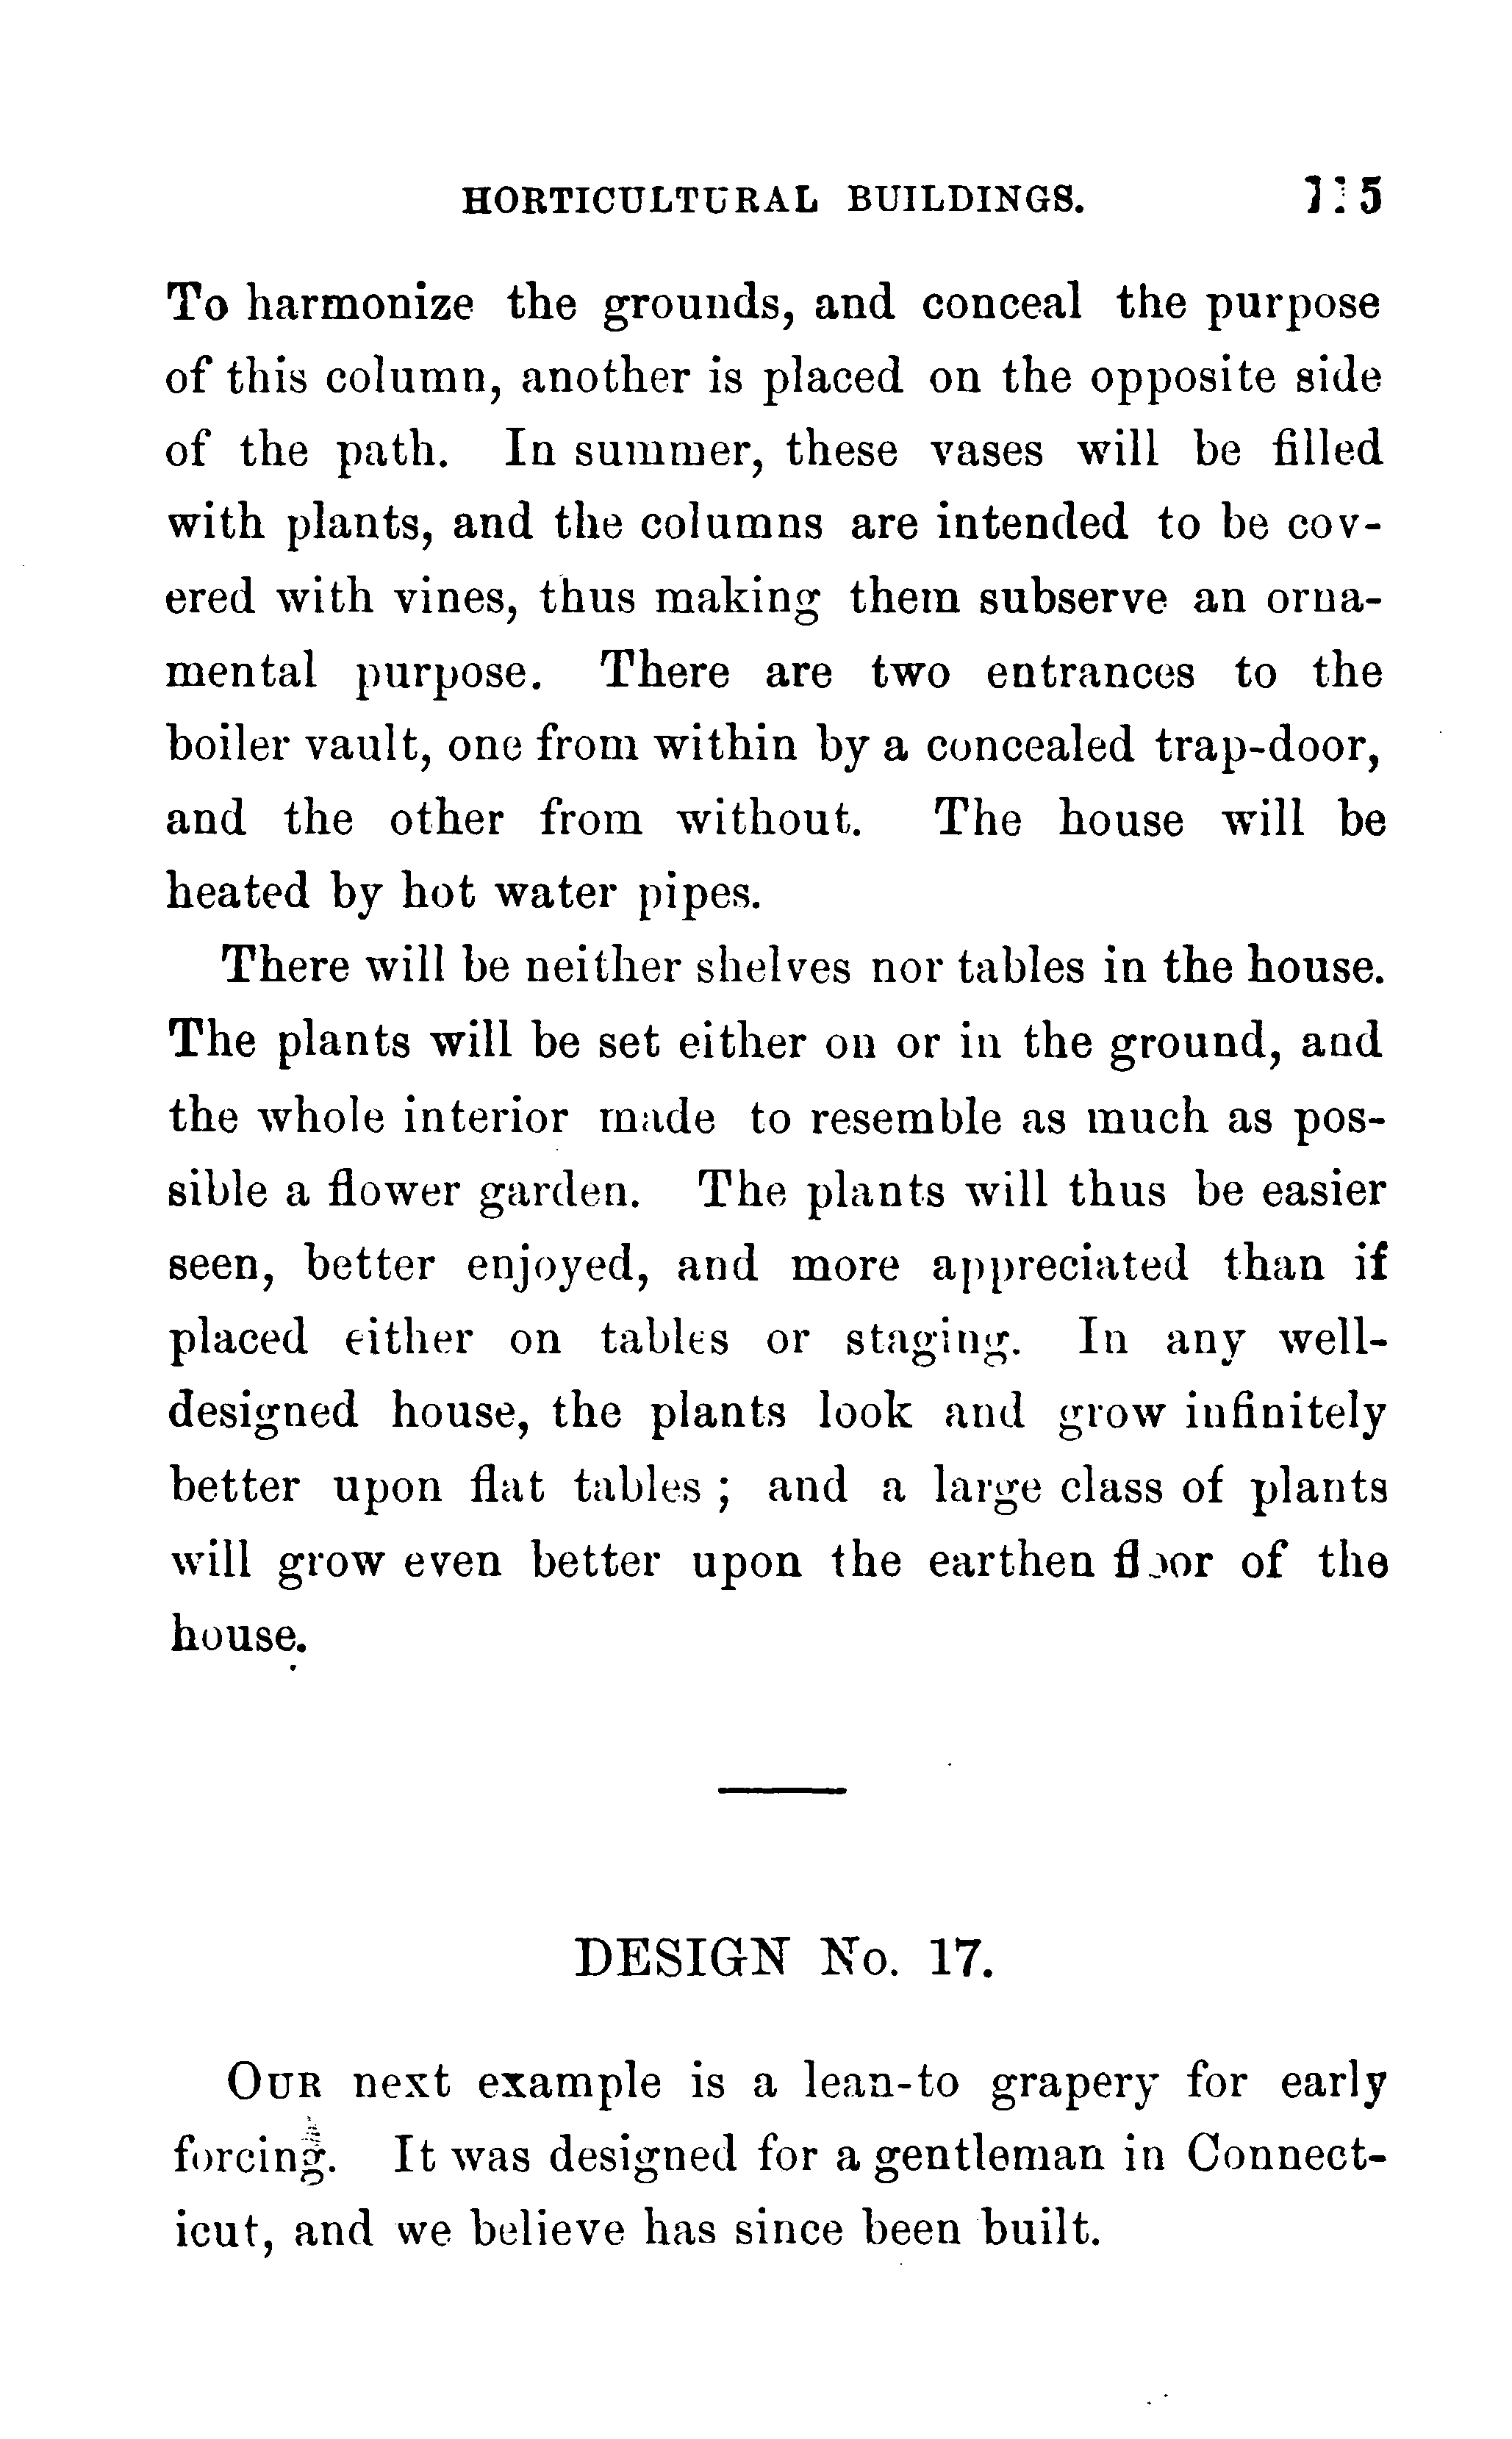 HORTICULTURAL BUILDINGS. 115
To harmonize the grounds, and conceal the purpose
of this column, another is placed on the opposite side
of the path. In summer, these vases will be filled
with plants, and the columns are intended to be cov-
ered with vines, thus making them subserve an orna-
mental purpose. There are two entrances to the
boiler vault, one from within by a concealed trap-door,
and the other from without. The house will be
heated by hot water pipes.
There will be neither shelves nor tables in the house.
The plants will be set either on or in the ground, and
the whole interior made to resemble as much as pos-
sible a flower garden. The plants will thus be easier
seen, better enjoyed, and more appreciated than if
placed either on tables or staging. In any well-
designed house, the plants look and grow infinitely
better upon flat tables ; and a large class of plants
will grow even better upon the earthen floor of the
house.
DESIGN No. 17.
OUR next example is a lean-to grapery for early
forcing. It was designed for a gentleman in Connect-
icut, and we believe has since been built.